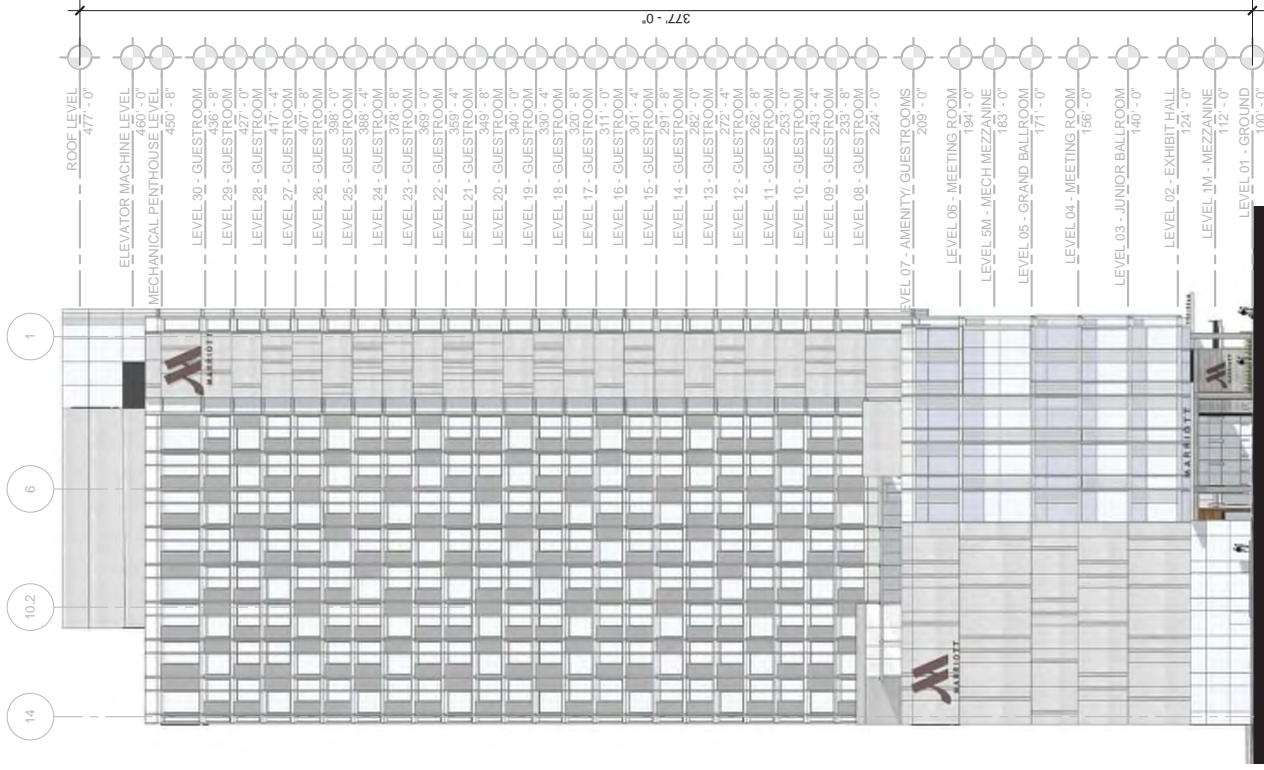 377' - 0"
ROOF LEVEL
477' - 0"
ELEVATOR MACHINE LEVEL
460' - 0"
MECHANICAL PENTHOUSE LEVEL
450' - 8"
LEVEL 30 - GUESTROOM
436' - 8"
LEVEL 29 - GUESTROOM
427' - 0"
LEVEL 28 - GUESTROOM
417' - 4"
LEVEL 27 - GUESTROOM
407' - 8"
LEVEL 26 - GUESTROOM
398' - 0"
LEVEL 25 - GUESTROOM
388' - 4"
LEVEL 24 - GUESTROOM
378' - 8"
LEVEL 23 - GUESTROOM
369' - 0"
LEVEL 22 - GUESTROOM
359' - 4"
LEVEL 21 - GUESTROOM
349' - 8"
LEVEL 20 - GUESTROOM
340' - 0"
LEVEL 19 - GUESTROOM
330' - 4"
LEVEL 18 - GUESTROOM
320' - 8"
LEVEL 17 - GUESTROOM
311' - 0"
LEVEL 16 - GUESTROOM
301' - 4"
LEVEL 15 - GUESTROOM
291' - 8"
LEVEL 14 - GUESTROOM
282' - 0"
LEVEL 13 - GUESTROOM
272' - 4"
LEVEL 12 - GUESTROOM
262' - 8"
LEVEL 11 - GUESTROOM
253' - 0"
LEVEL 10 - GUESTROOM
243' - 4"
LEVEL 09 - GUESTROOM
233' - 8"
LEVEL 08 - GUESTROOM
224' - 0"
LEVEL 07 - AMENITY/ GUESTROOMS
209' - 0"
LEVEL 06 - MEETING ROOM
194' - 0"
LEVEL 5M - MECH MEZZANINE
183' - 0"
LEVEL 05 - GRAND BALLROOM
171' - 0"
LEVEL 04 - MEETING ROOM
156' - 0"
LEVEL 03 - JUNIOR BALLROOM
140' - 0"
LEVEL 02 - EXHIBIT HALL
124' - 0"
LEVEL 1M - MEZZANINE
112' - 0"
LEVEL 01 - GROUND
100' - 0"
1
6
10.2
14
MARRIOTT
MARRIOTT
MARRIOTT